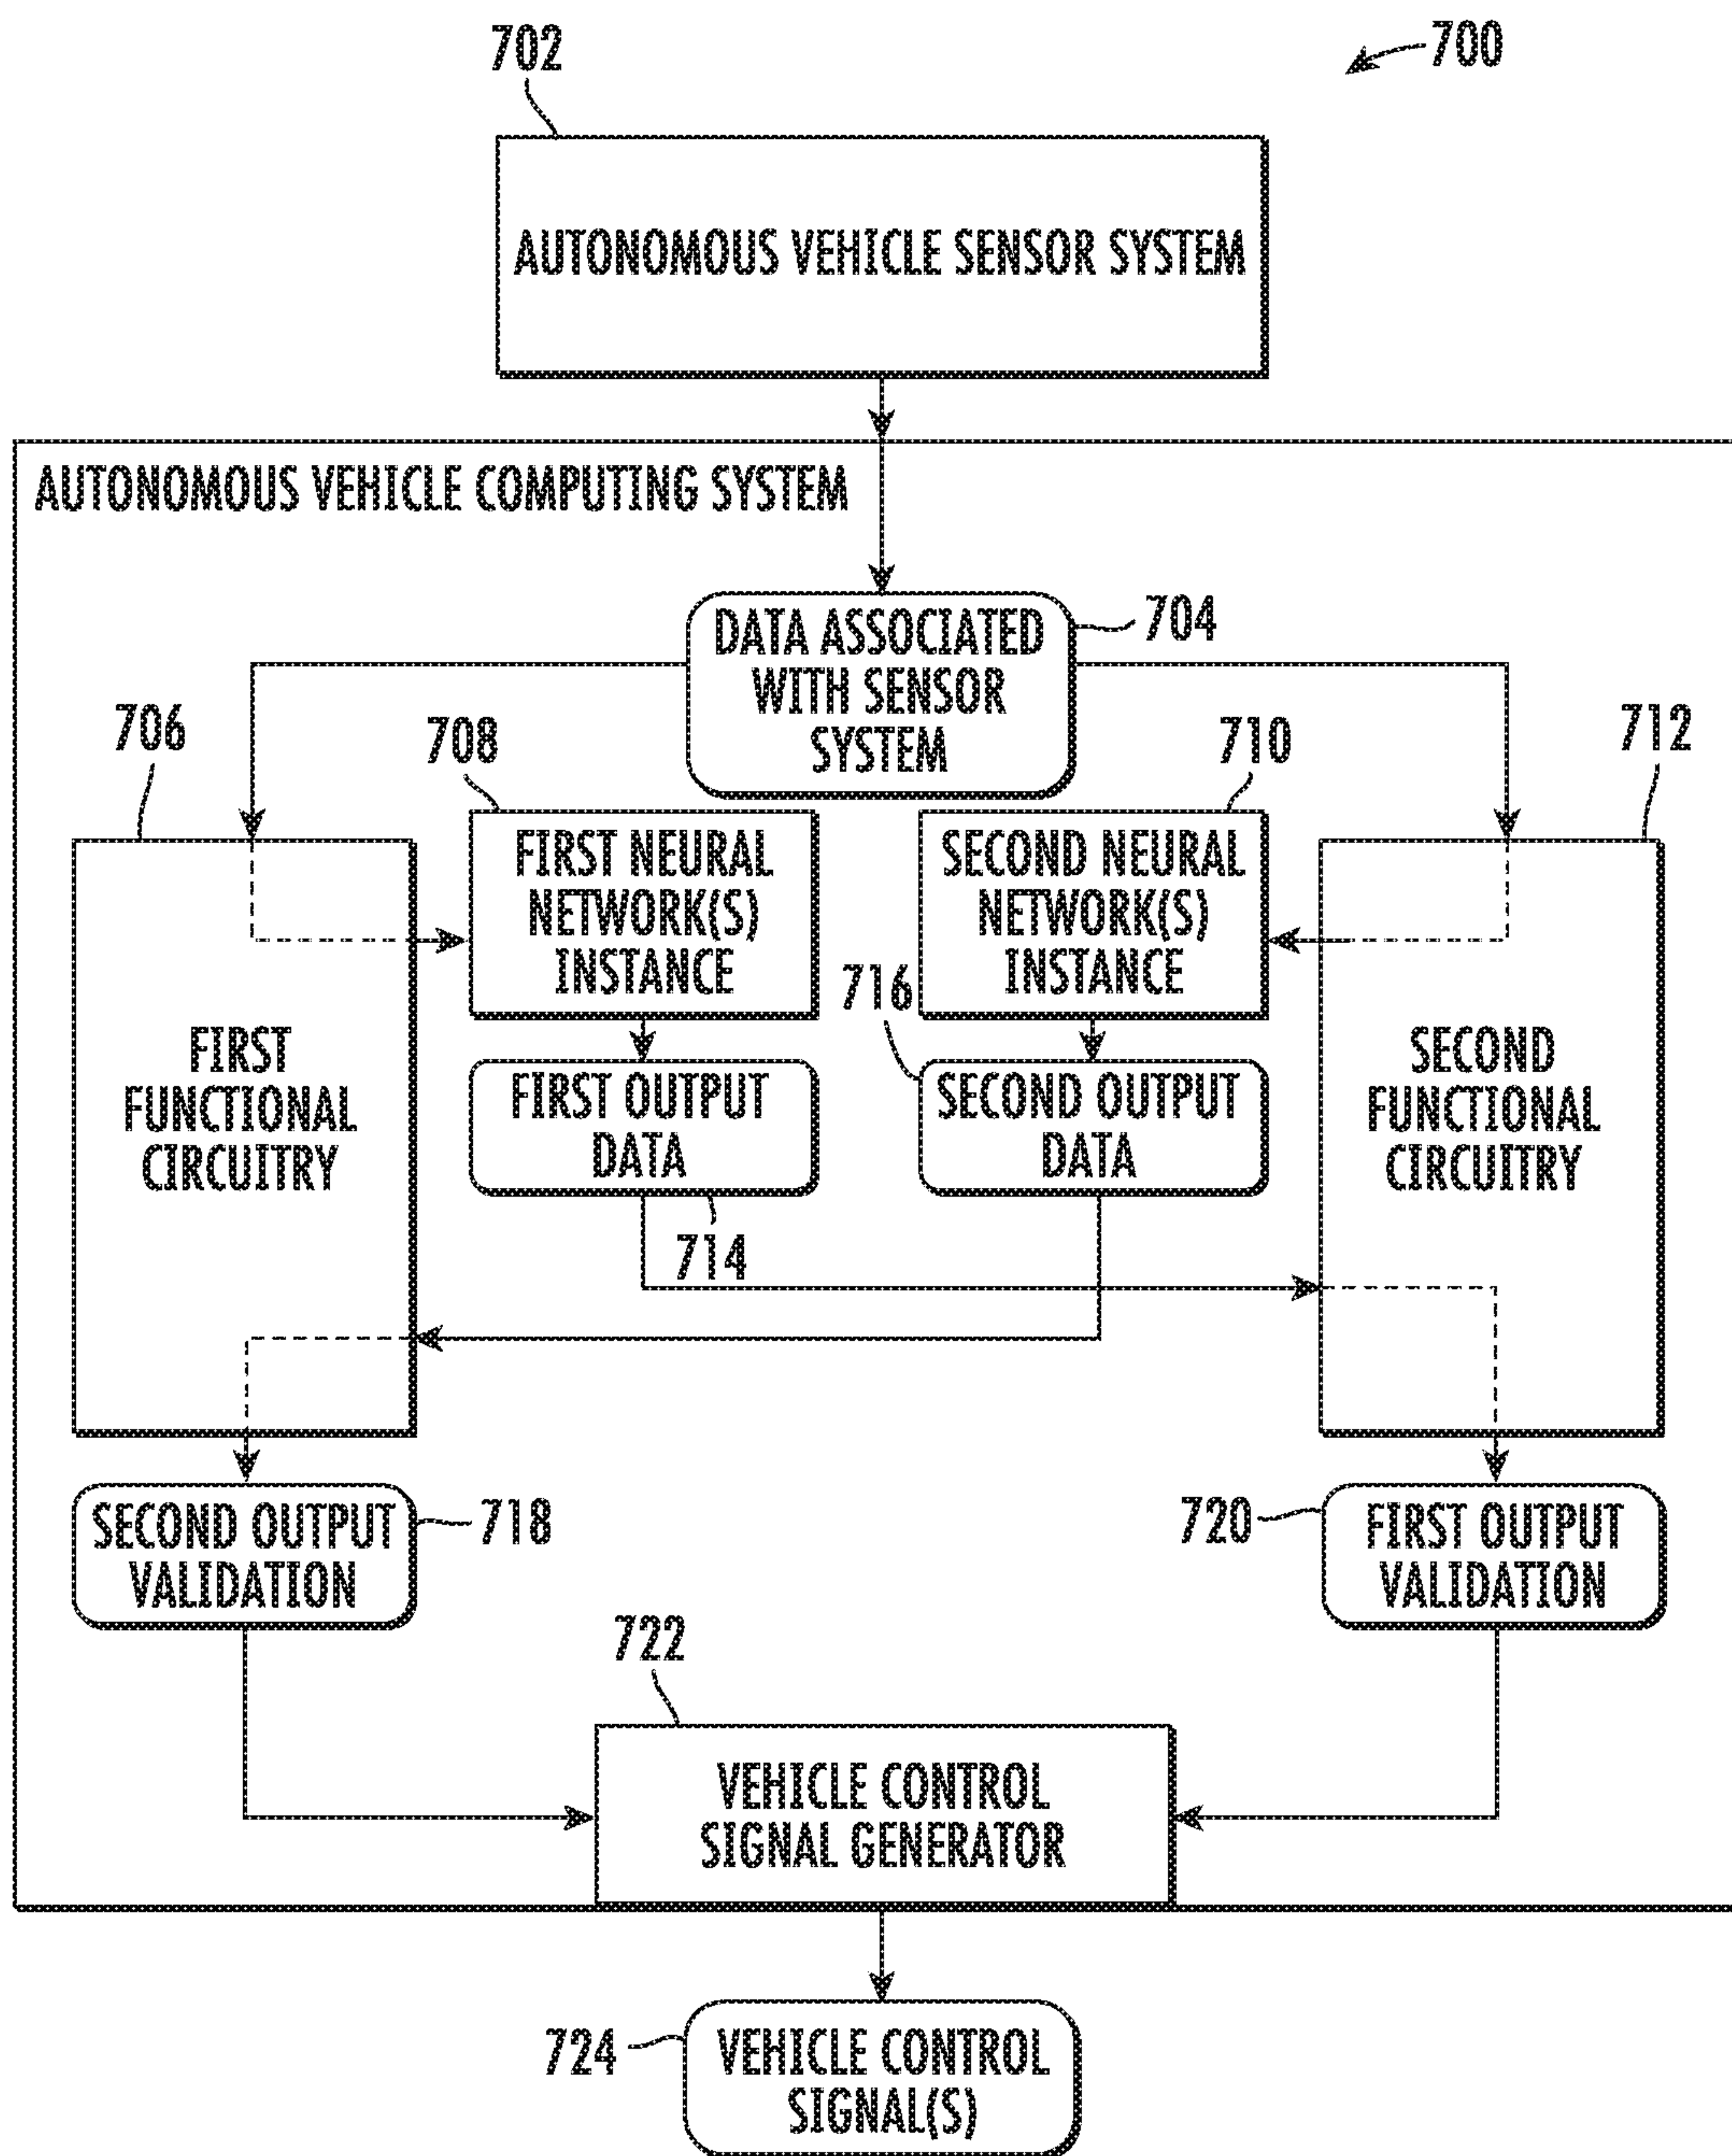 702
700
AUTONOMOUS VEHICLE SENSOR SYSTEM
AUTONOMOUS VEHICLE COMPUTING SYSTEM
DATA ASSOCIATED
WITH SENSOR
SYSTEM
704
706
708
710
712
FIRST NEURAL
NETWORK(S)
INSTANCE
SECOND NEURAL
NETWORK(S)
INSTANCE
716
FIRST
FUNCTIONAL
CIRCUITRY
FIRST OUTPUT
DATA
SECOND OUTPUT
DATA
SECOND
FUNCTIONAL
CIRCUITRY
714
SECOND OUTPUT
VALIDATION
718
720
FIRST OUTPUT
VALIDATION
722
VEHICLE CONTROL
SIGNAL GENERATOR
724
VEHICLE CONTROL
SIGNAL(S)